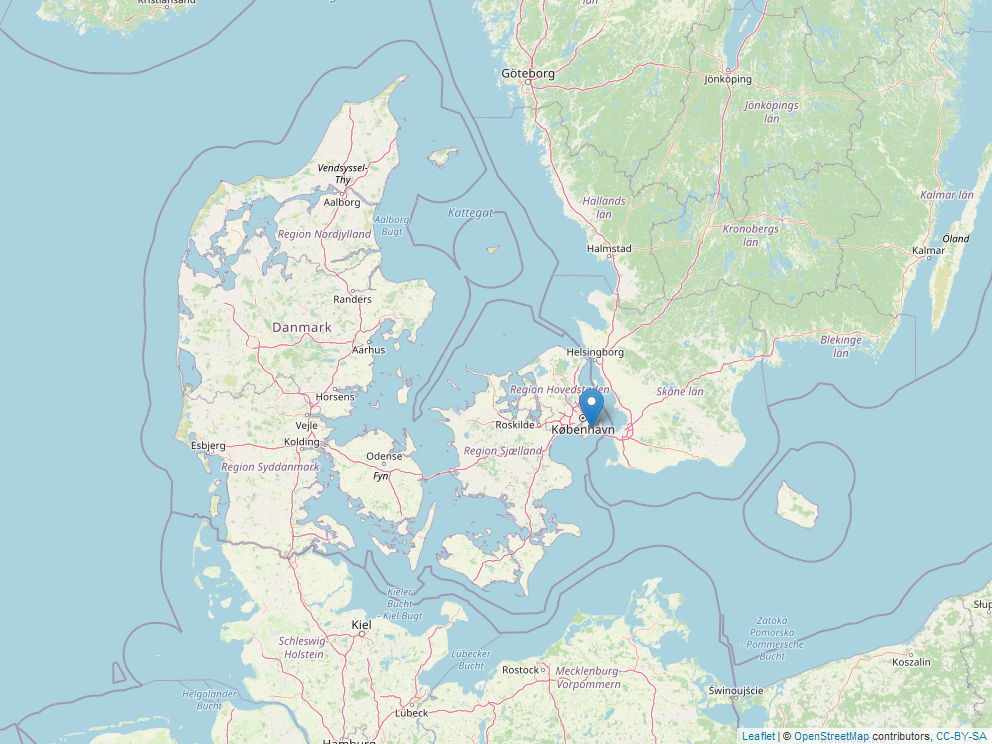 Kristiansand
län
Göteborg
Jönköping
Jönköpings
län
Vendsyssel-
Thy
Aalborg
Kalmar län
Hallands
län
Kattegat
Aalborg
Bugt
Region Nordjylland
Kronobergs
län
Öland
Halmstad
Kalmar
Randers
Danmark
Blekinge
län
Aarhus
Helsingborg
Region Hovedstaden
Skåne län
Horsens
Vejle
Roskilde
København
Esbjerg
Kolding
Region Sjælland
Odense
Fyn
Region Syddanmark
Kieler
Bucht
- Kiel Bugt
Słup
Kiel
Zatoka
Pomorska
- Pommersche
Bucht
Schleswig-
Holstein
Lübecker
Bucht
Koszalin
Rostock
Mecklenburg-
Vorpommern
Helgolander
Bucht
Świnoujście
Lübeck
Hamburg
Leaflet | © OpenStreetMap contributors, CC-BY-SA